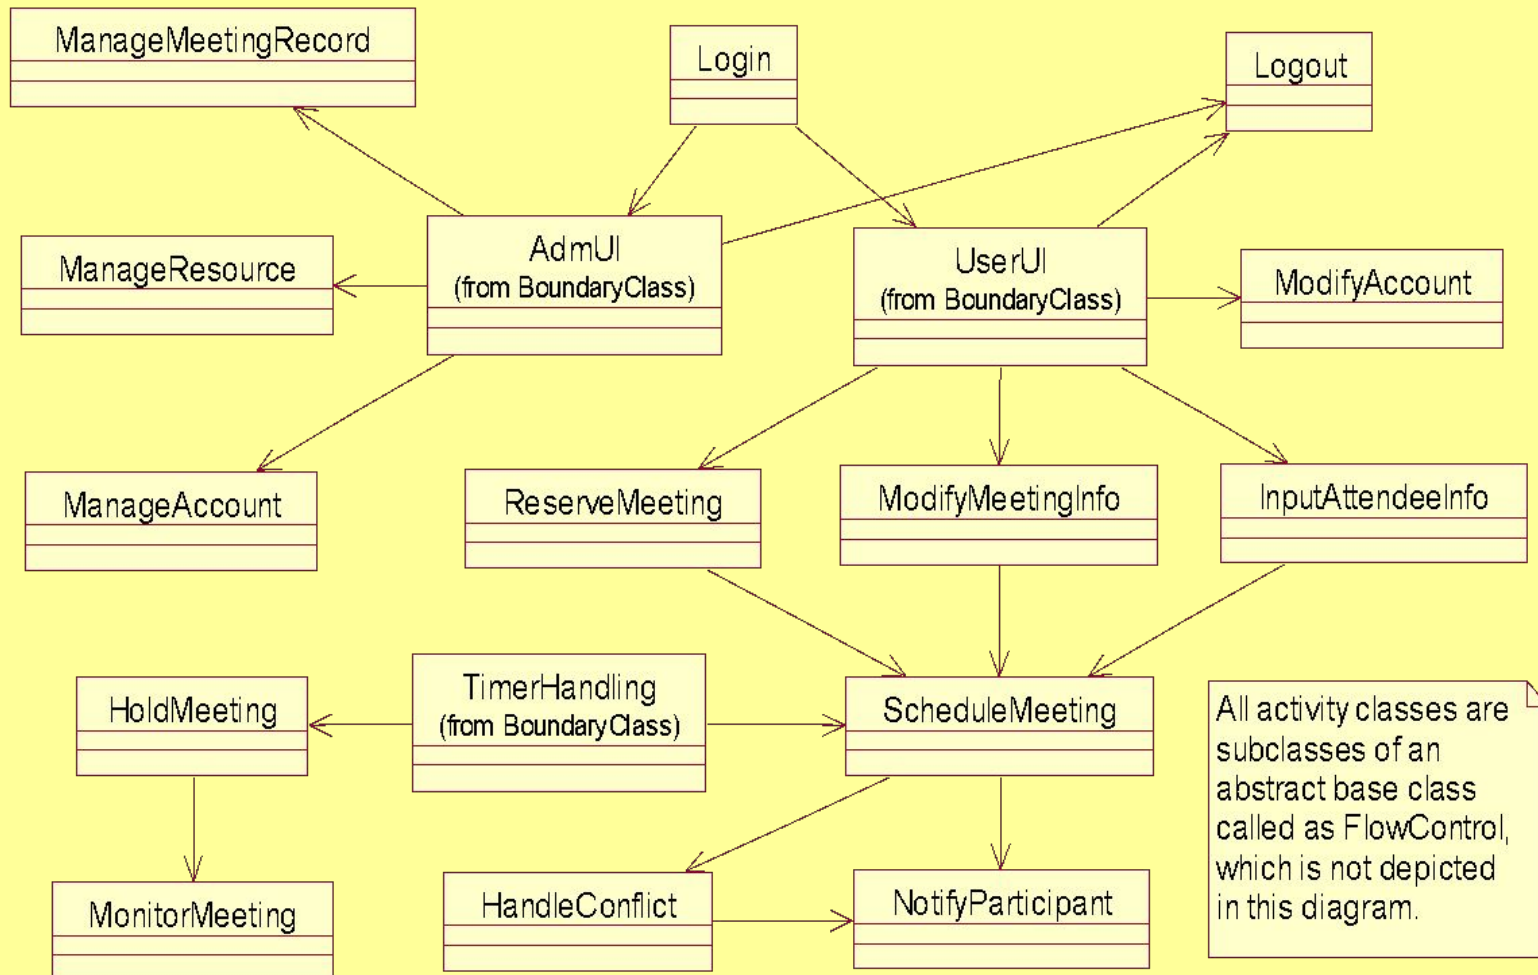 ManageMeetingRecord
Login
Logout
AdmUI
(from BoundaryClass)
UserUI
(from BoundaryClass)
ManageResource
ModifyAccount
ManageAccount
ReserveMeeting
ModifyMeetingInfo
InputAttendeeInfo
HoldMeeting
TimerHandling
(from BoundaryClass)
ScheduleMeeting
All activity classes are
subclasses of an
abstract base class
called as FlowControl,
which is not depicted
in this diagram.
MonitorMeeting
HandleConflict
NotifyParticipant